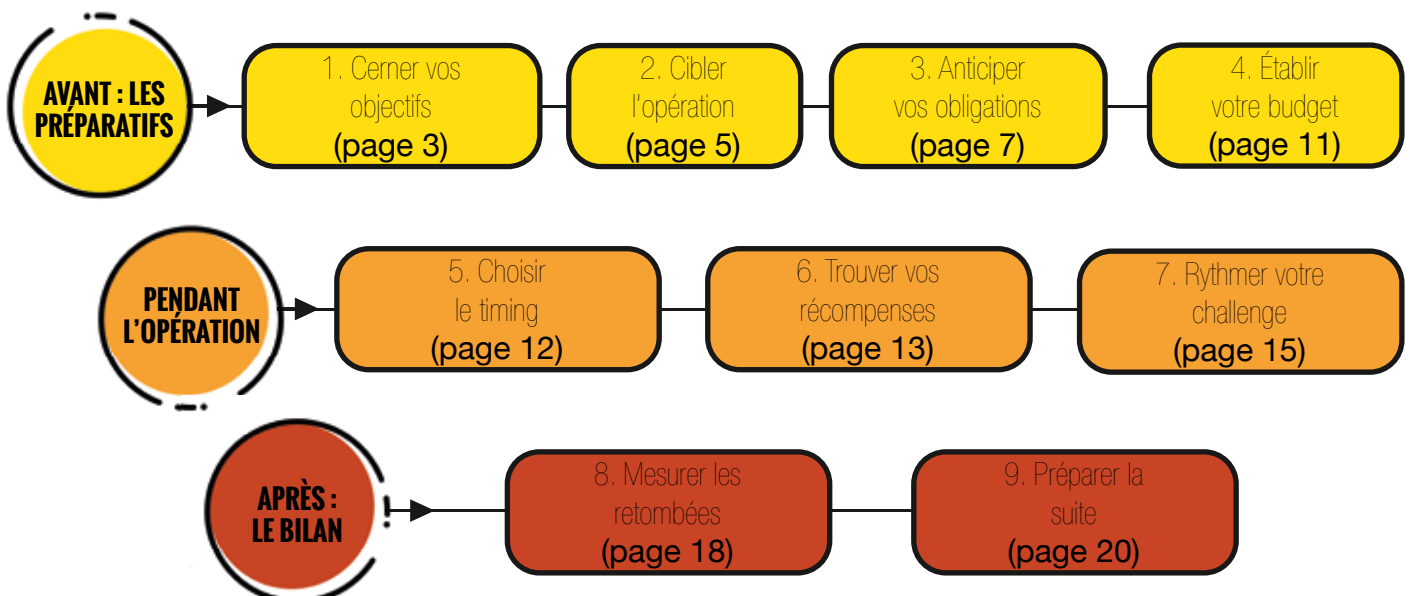 AVANT : LES
PRÉPARATIFS
1. Cerner vos
objectifs
(page 3)
2. Cibler
l'opération
(page 5)
3. Anticiper
vos obligations
(page 7)
4. Établir
votre budget
(page 11)
PENDANT
L'OPÉRATION
5. Choisir
le timing
(page 12)
6. Trouver vos
récompenses
(page 13)
7. Rythmer votre
challenge
(page 15)
APRÈS :
LE BILAN
8. Mesurer les
retombées
(page 18)
9. Préparer la
suite
(page 20)